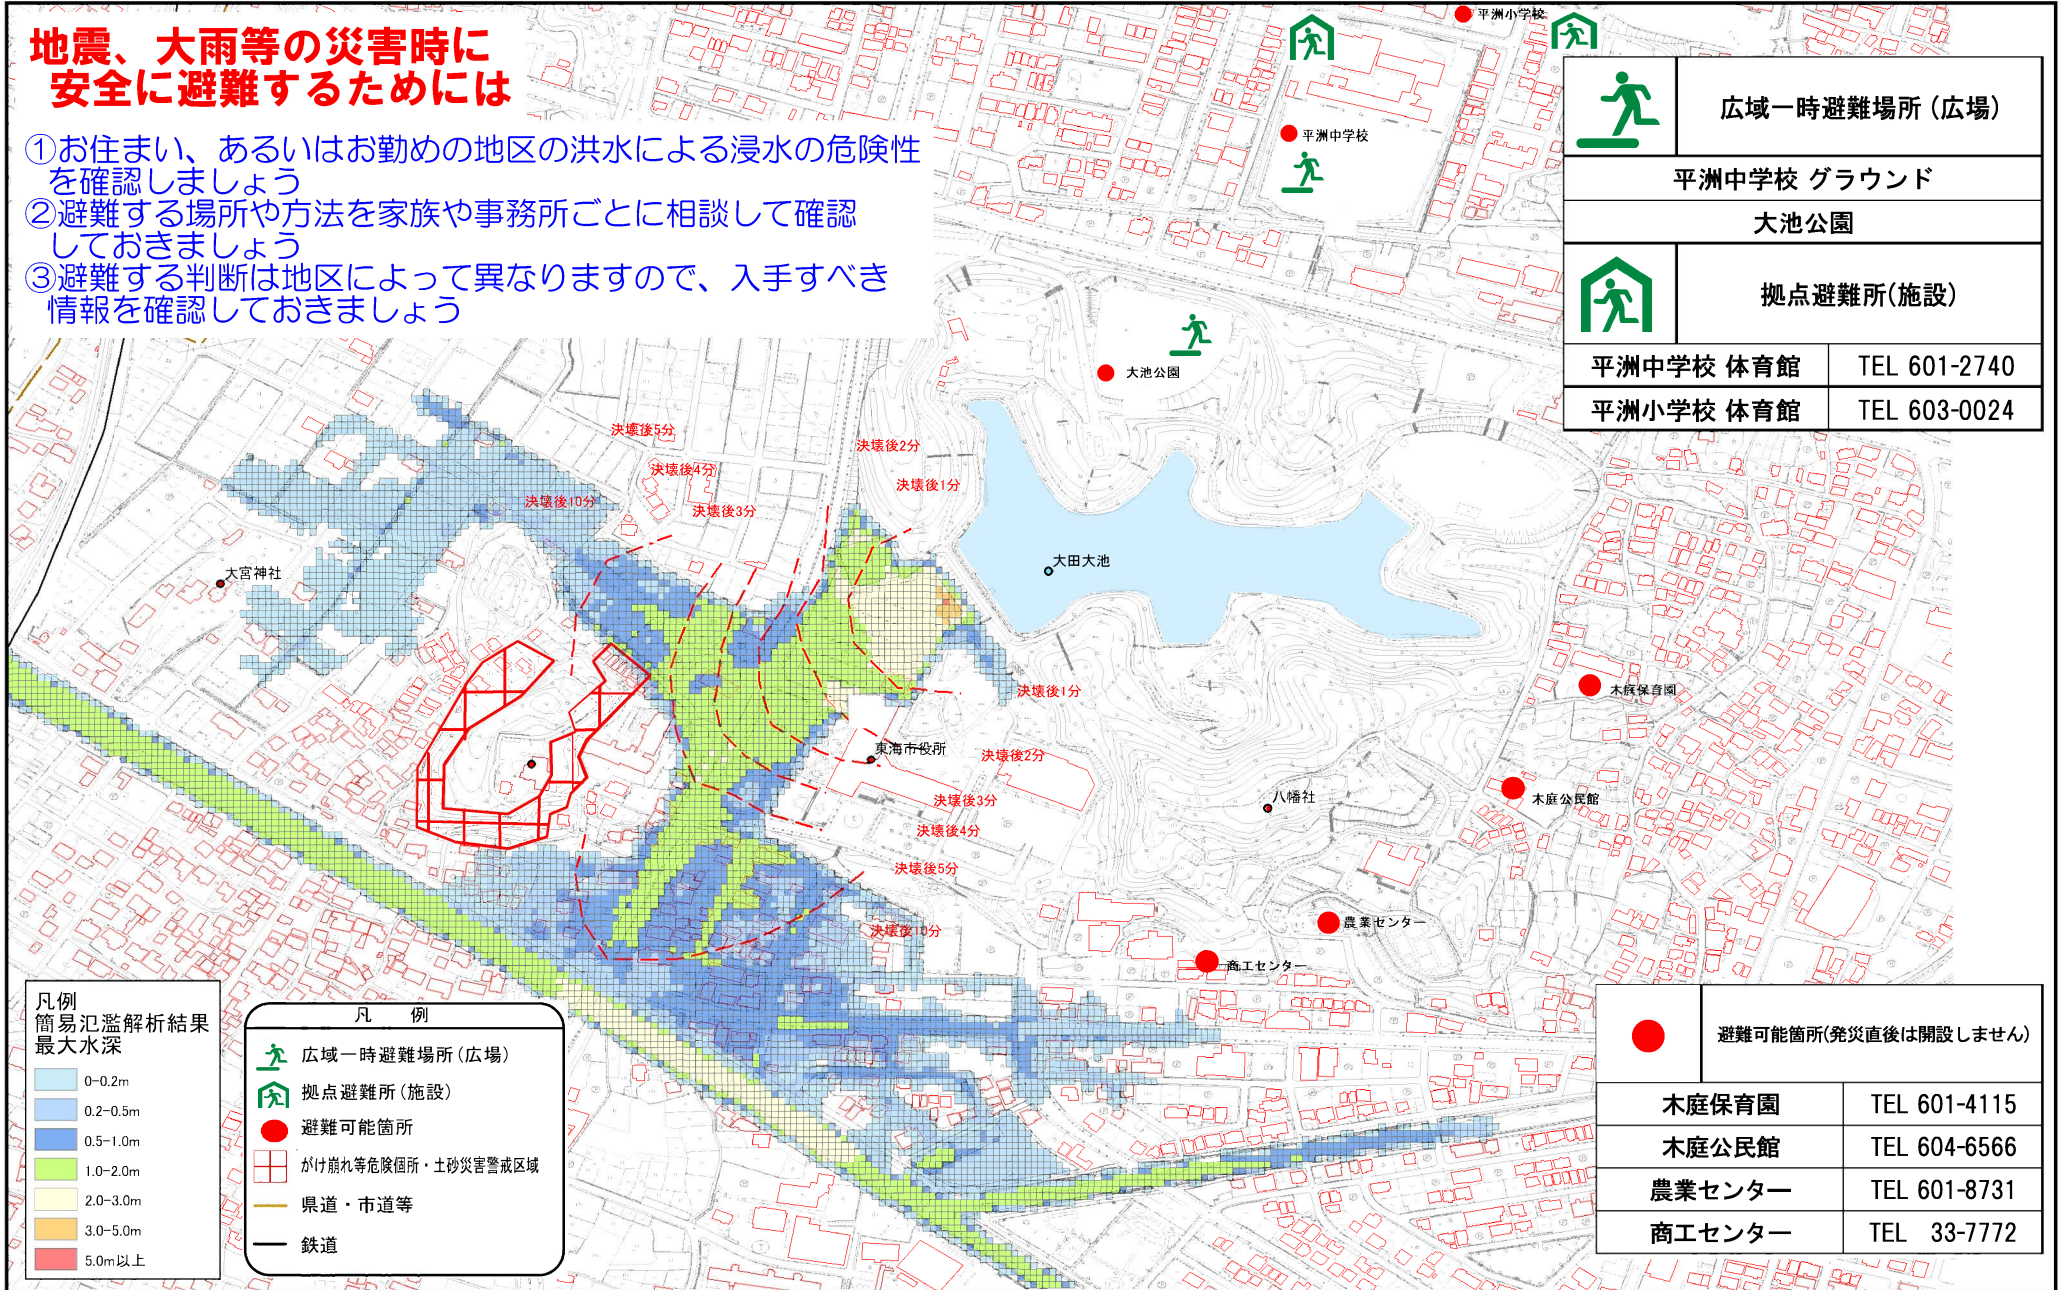 地震、大雨等の災害時に
安全に避難するためには
①お住まい、あるいはお勤めの地区の洪水による浸水の危険性
を確認しましょう
②避難する場所や方法を家族や事務所ごとに相談して確認
しておきましょう
③避難する判断は地区によって異なりますので、入手すべき
情報を確認しておきましょう
平洲小学校
平洲中学校
広域一時避難場所(広場)
平洲中学校 グラウンド
大池公園
拠点避難所(施設)
平洲中学校 体育館 TEL 601-2740
平洲小学校 体育館 TEL 603-0024
大池公園
決壊後5分
決壊後2分
決壊後4分
決壊後1分
決壊後10分
決壊後3分
大田大池
大宮神社
決壊後1分
木庭保育園
東海市役所
決壊後2分
決壊後3分
八幡社
木庭公民館
決壊後4分
決壊後5分
決壊後10分
農業センター
商工センター
凡例
簡易氾濫解析結果
最大水深
0-0.2m
0.2-0.5m
0.5-1.0m
1.0-2.0m
2.0-3.0m
3.0-5.0m
5.0m以上
凡 例
広域一時避難場所(広場)
拠点避難所(施設)
避難可能箇所
がけ崩れ等危険個所・土砂災害警戒区域
県道・市道等
鉄道
避難可能箇所(発災直後は開設しません)
木庭保育園 TEL 601-4115
木庭公民館 TEL 604-6566
農業センター TEL 601-8731
商工センター TEL 33-7772